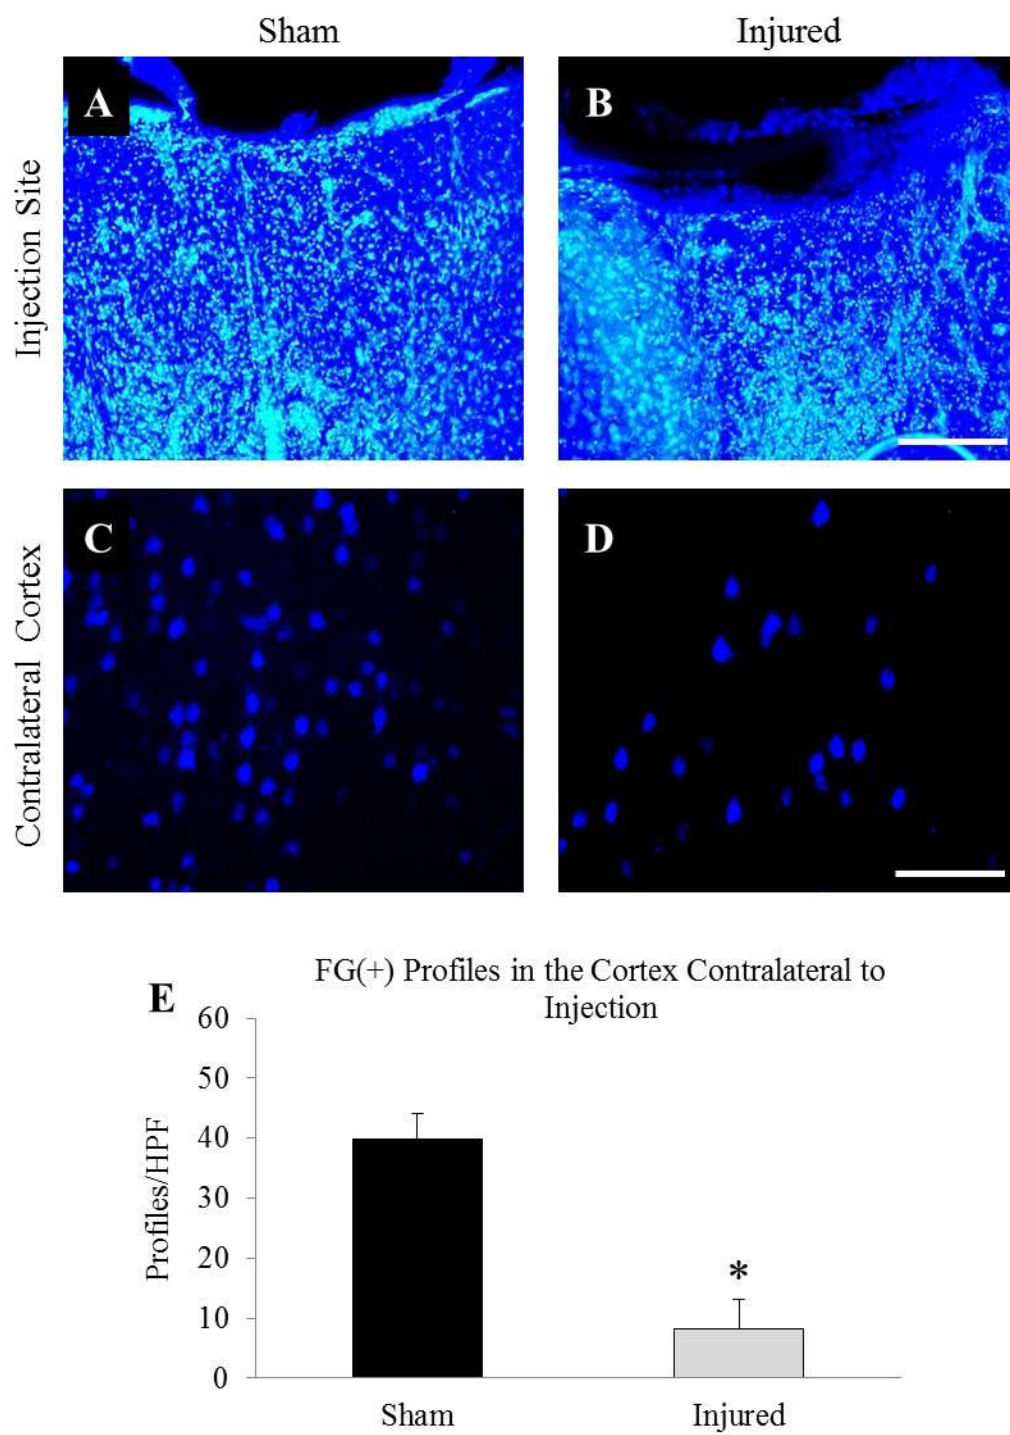 Sham
Injured
Injection Site
A
B
Contralateral Cortex
C
D
E
FG(+) Profiles in the Cortex Contralateral to
Injection
Profiles/HPF
60
50
40
30
20
10
0
*
Sham
Injured